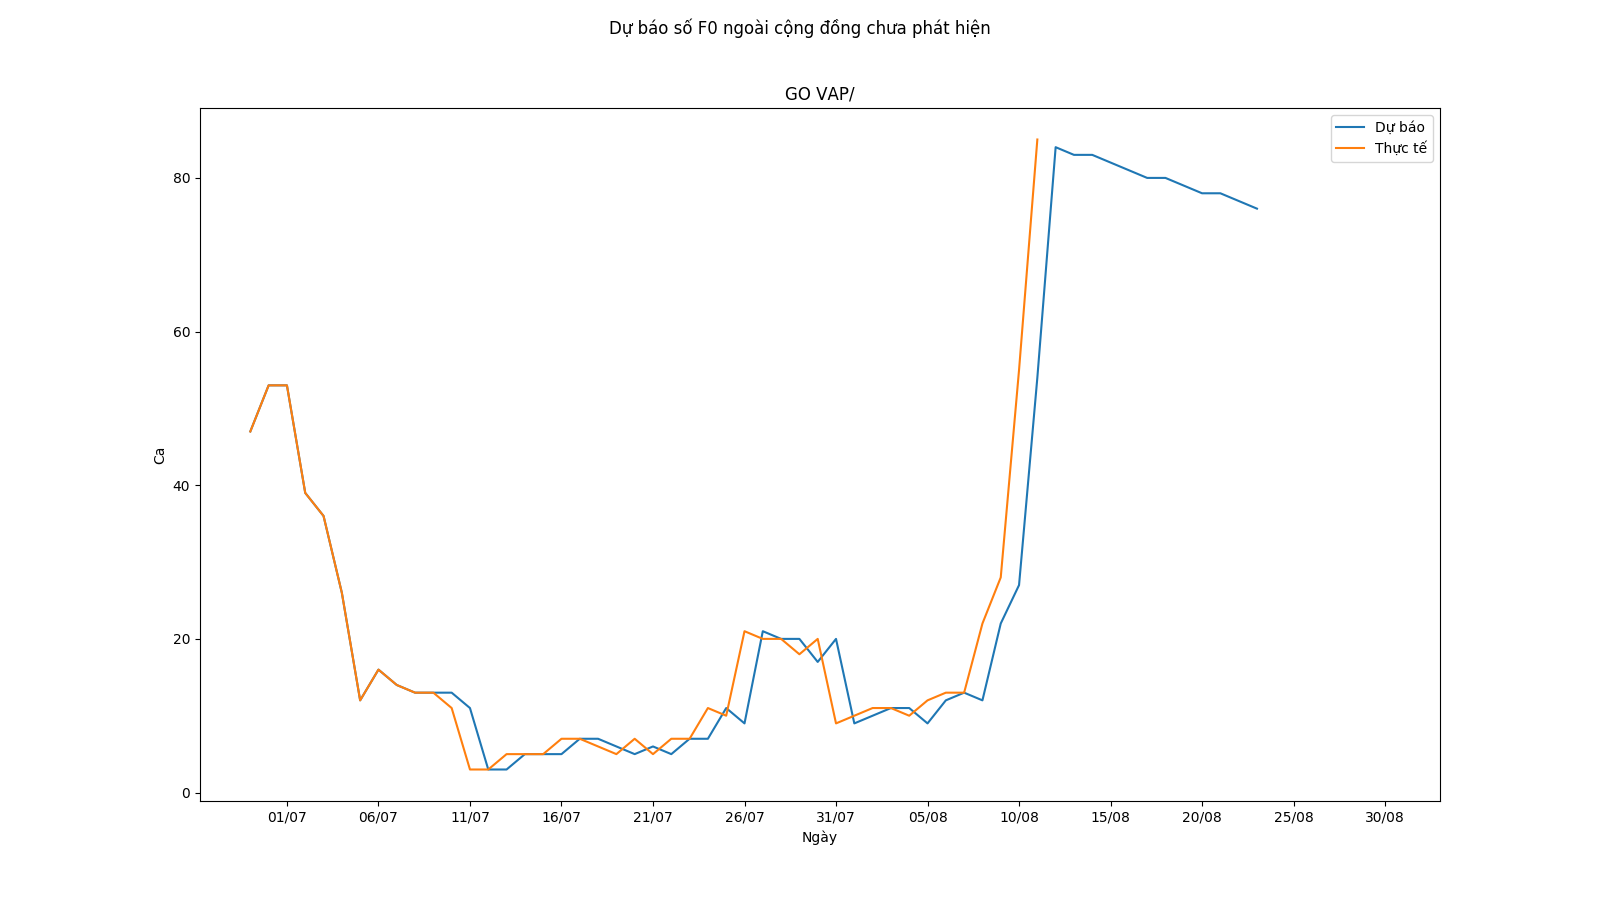 Dự báo số F0 ngoài cộng đồng chưa phát hiện
GO VAP/
Dự báo
Thực tế
Ca
80
60
40
20
0
01/07 06/07 11/07 16/07 21/07 26/07 31/07 05/08 10/08 15/08 20/08 25/08 30/08
Ngày